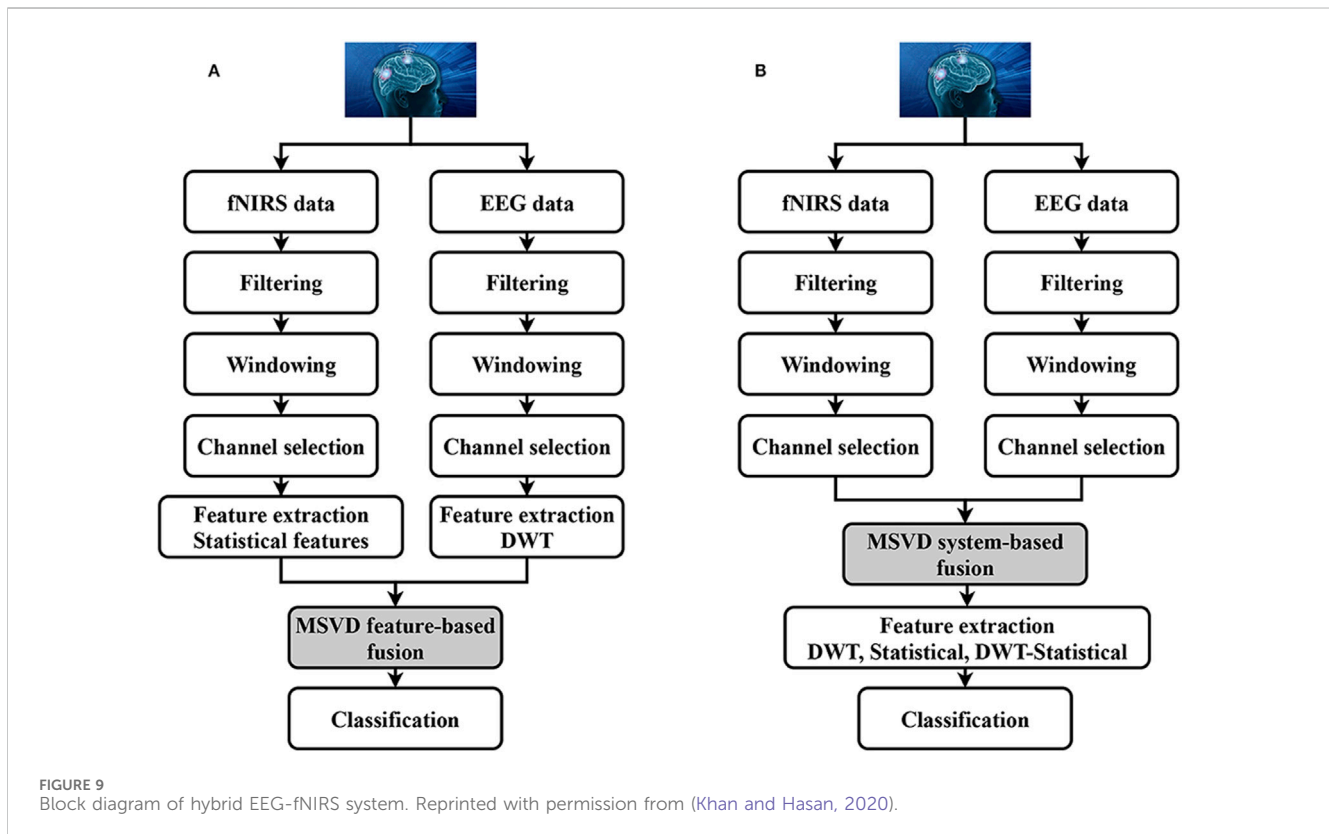 A
fNIRS data
EEG data
Filtering
Filtering
Windowing
Windowing
Channel selection
Channel selection
Feature extraction
Statistical features
Feature extraction
DWT
MSVD feature-based
fusion
Classification
B
fNIRS data
EEG data
Filtering
Filtering
Windowing
Windowing
Channel selection
Channel selection
MSVD system-based
fusion
Feature extraction
DWT, Statistical, DWT-Statistical
Classification
FIGURE 9
Block diagram of hybrid EEG-fNIRS system. Reprinted with permission from (Khan and Hasan, 2020).